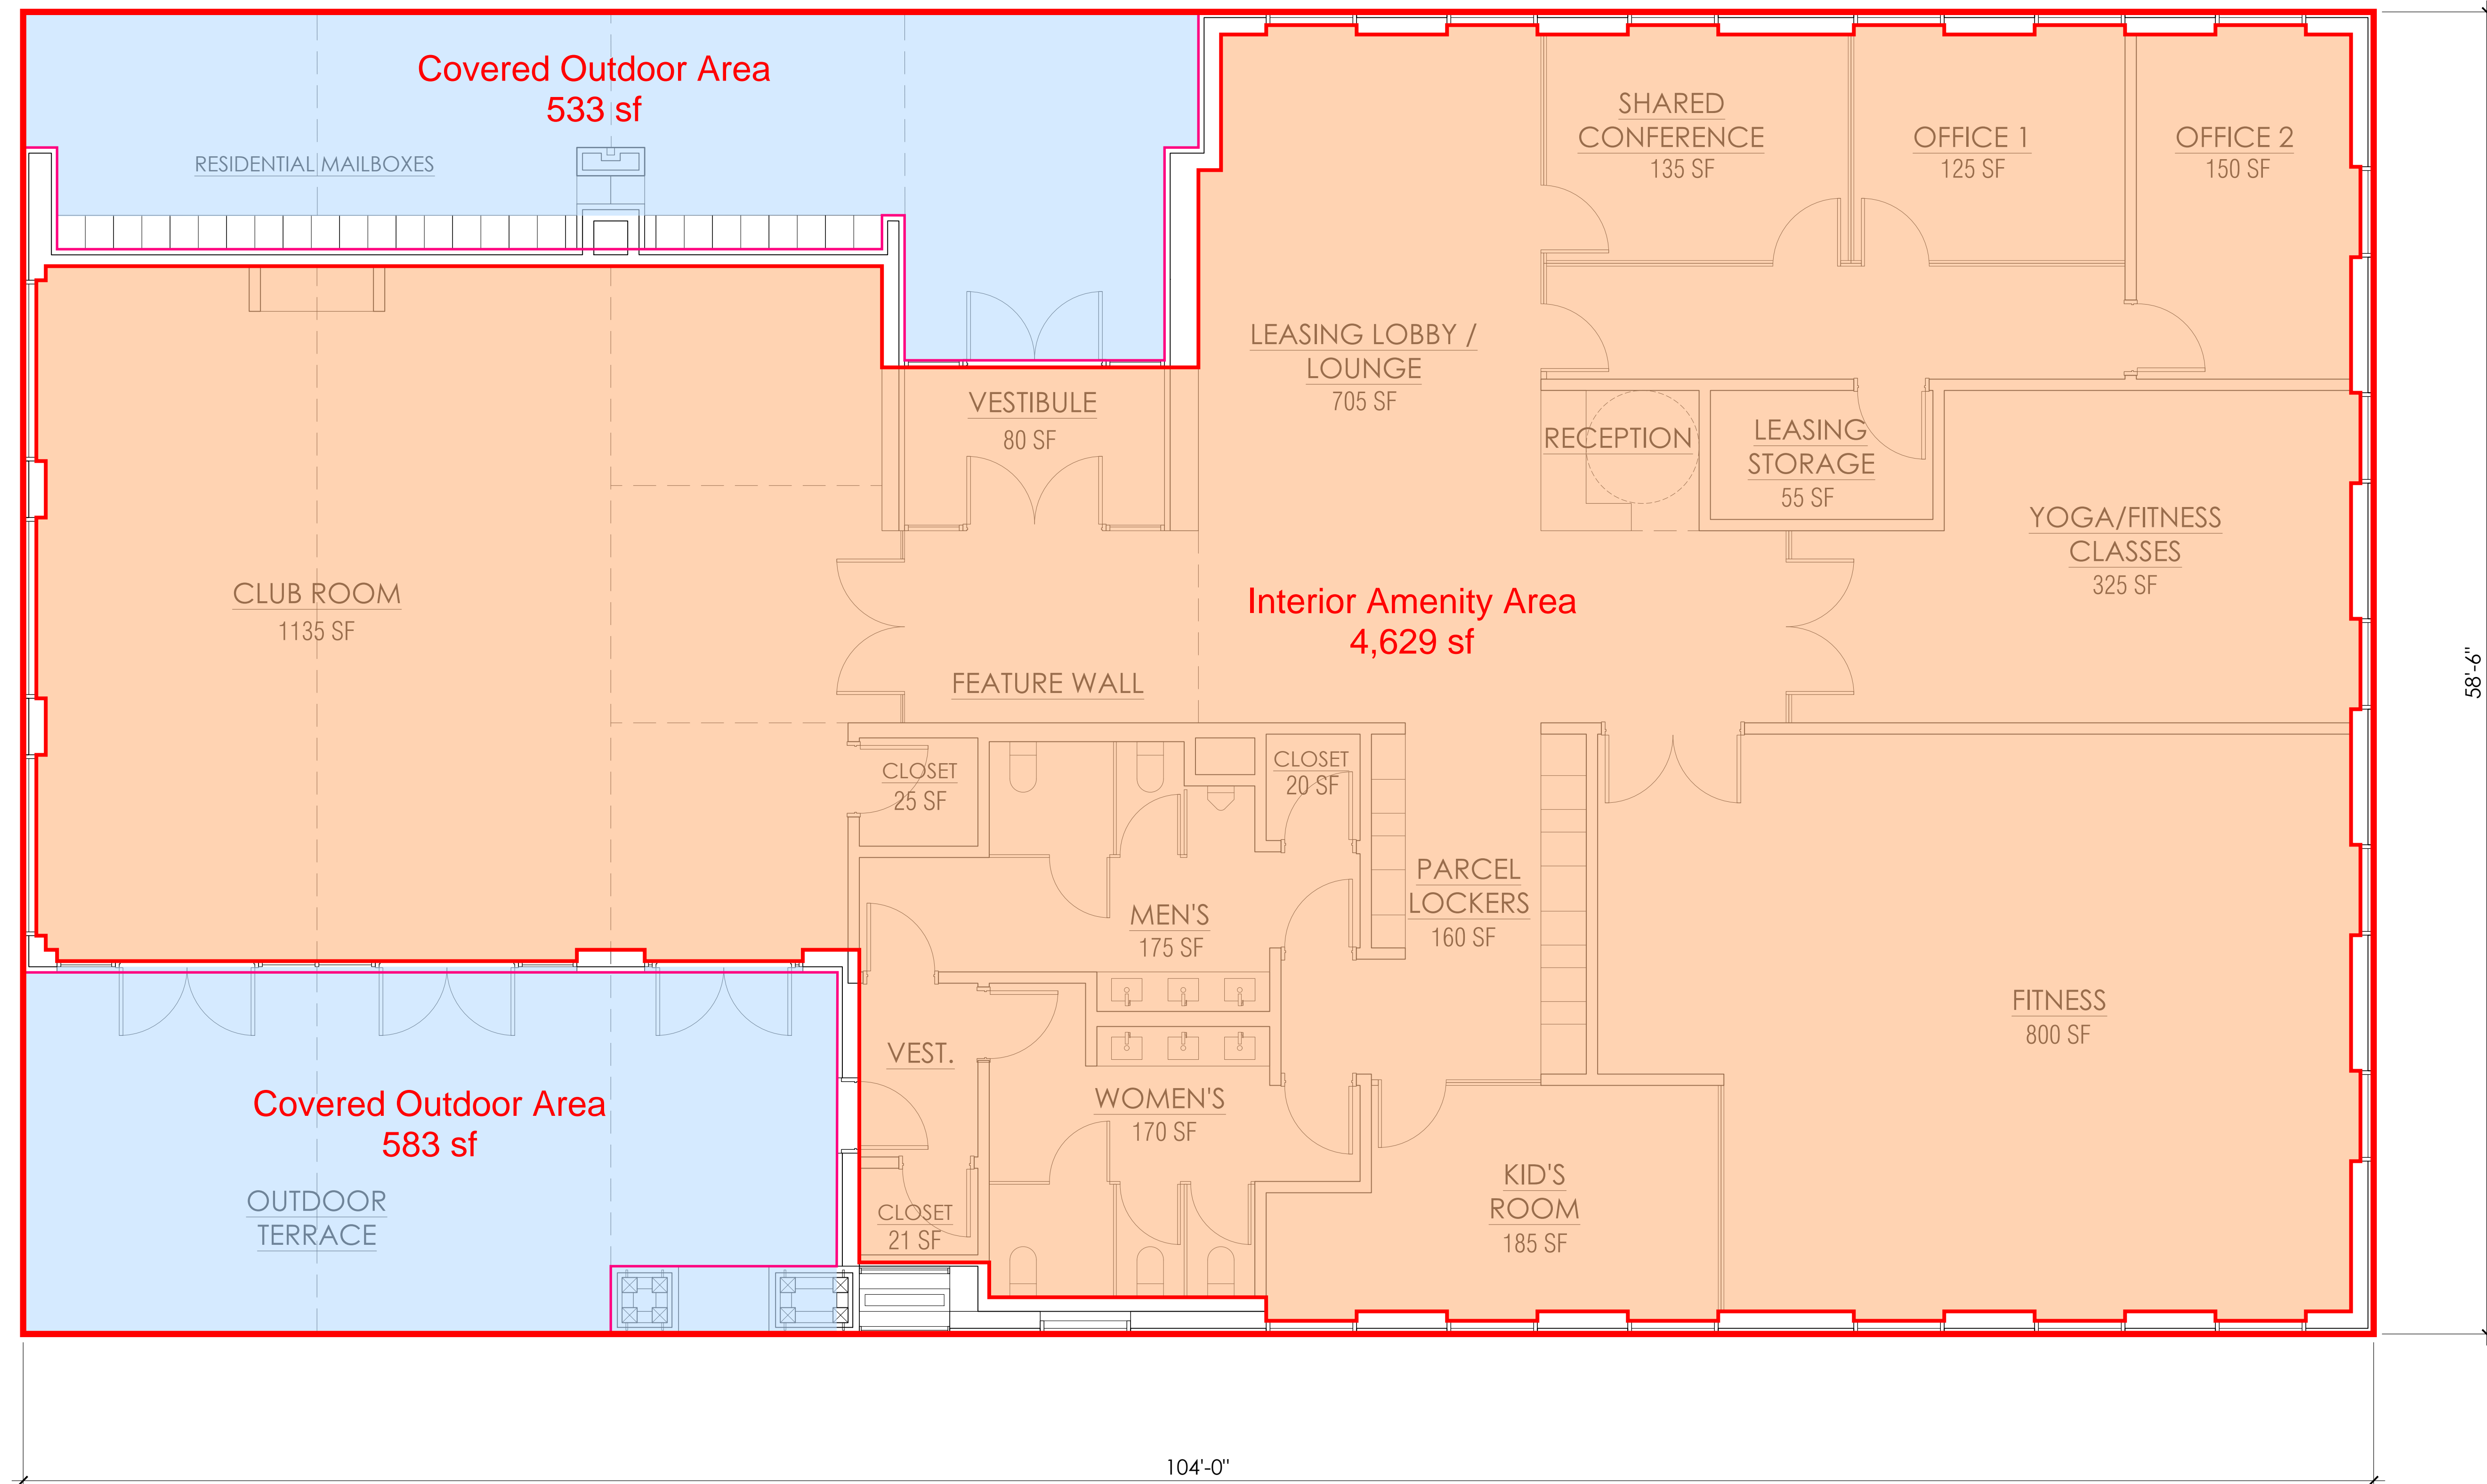 Covered Outdoor Area
533 sf
RESIDENTIAL MAILBOXES
SHARED
CONFERENCE
135 SF
OFFICE 1
125 SF
OFFICE 2
150 SF
LEASING LOBBY /
LOUNGE
705 SF
VESTIBULE
80 SF
RECEPTION
LEASING
STORAGE
55 SF
YOGA/FITNESS
CLASSES
325 SF
CLUB ROOM
1135 SF
Interior Amenity Area
4,629 sf
FEATURE WALL
58'-6"
CLOSET
25 SF
CLOSET
20 SF
MEN'S
175 SF
PARCEL
LOCKERS
160 SF
FITNESS
800 SF
VEST.
WOMEN'S
170 SF
Covered Outdoor Area
583 sf
OUTDOOR
TERRACE
CLOSET
21 SF
KID'S
ROOM
185 SF
104'-0"